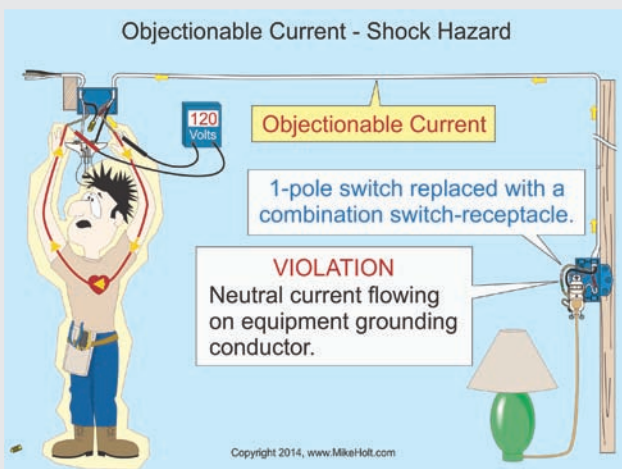 Objectionable Current - Shock Hazard
120
Volts
Objectionable Current
1-pole switch replaced with a
combination switch-receptacle.
VIOLATION
Neutral current flowing
on equipment grounding
conductor.
Copyright 2014, www.MikeHolt.com